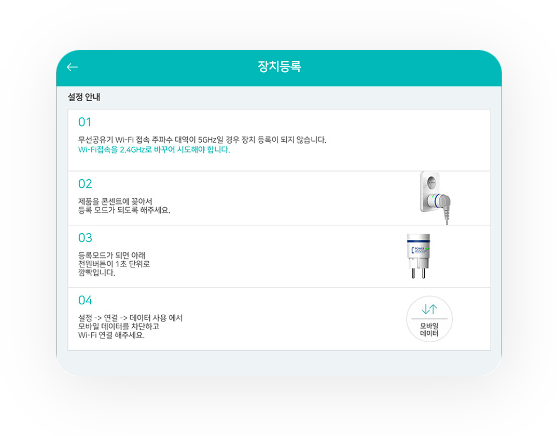 장치등록
설정 안내
01
무선공유기 Wi-Fi 접속 주파수 대역이 5GHz일 경우 장치 등록이 되지 않습니다.
Wi-Fi접속을 2.4GHz로 바꾸어 시도해야 합니다.
02
제품을 콘센트에 꽂아서
등록 모드가 되도록 해주세요.
03
등록모드가 되면 아래
전원버튼이 1초 단위로
깜빡입니다.
04
설정 -> 연결 -> 데이터 사용 에서
모바일 데이터를 차단하고
Wi-Fi 연결 해주세요.
모바일
데이터